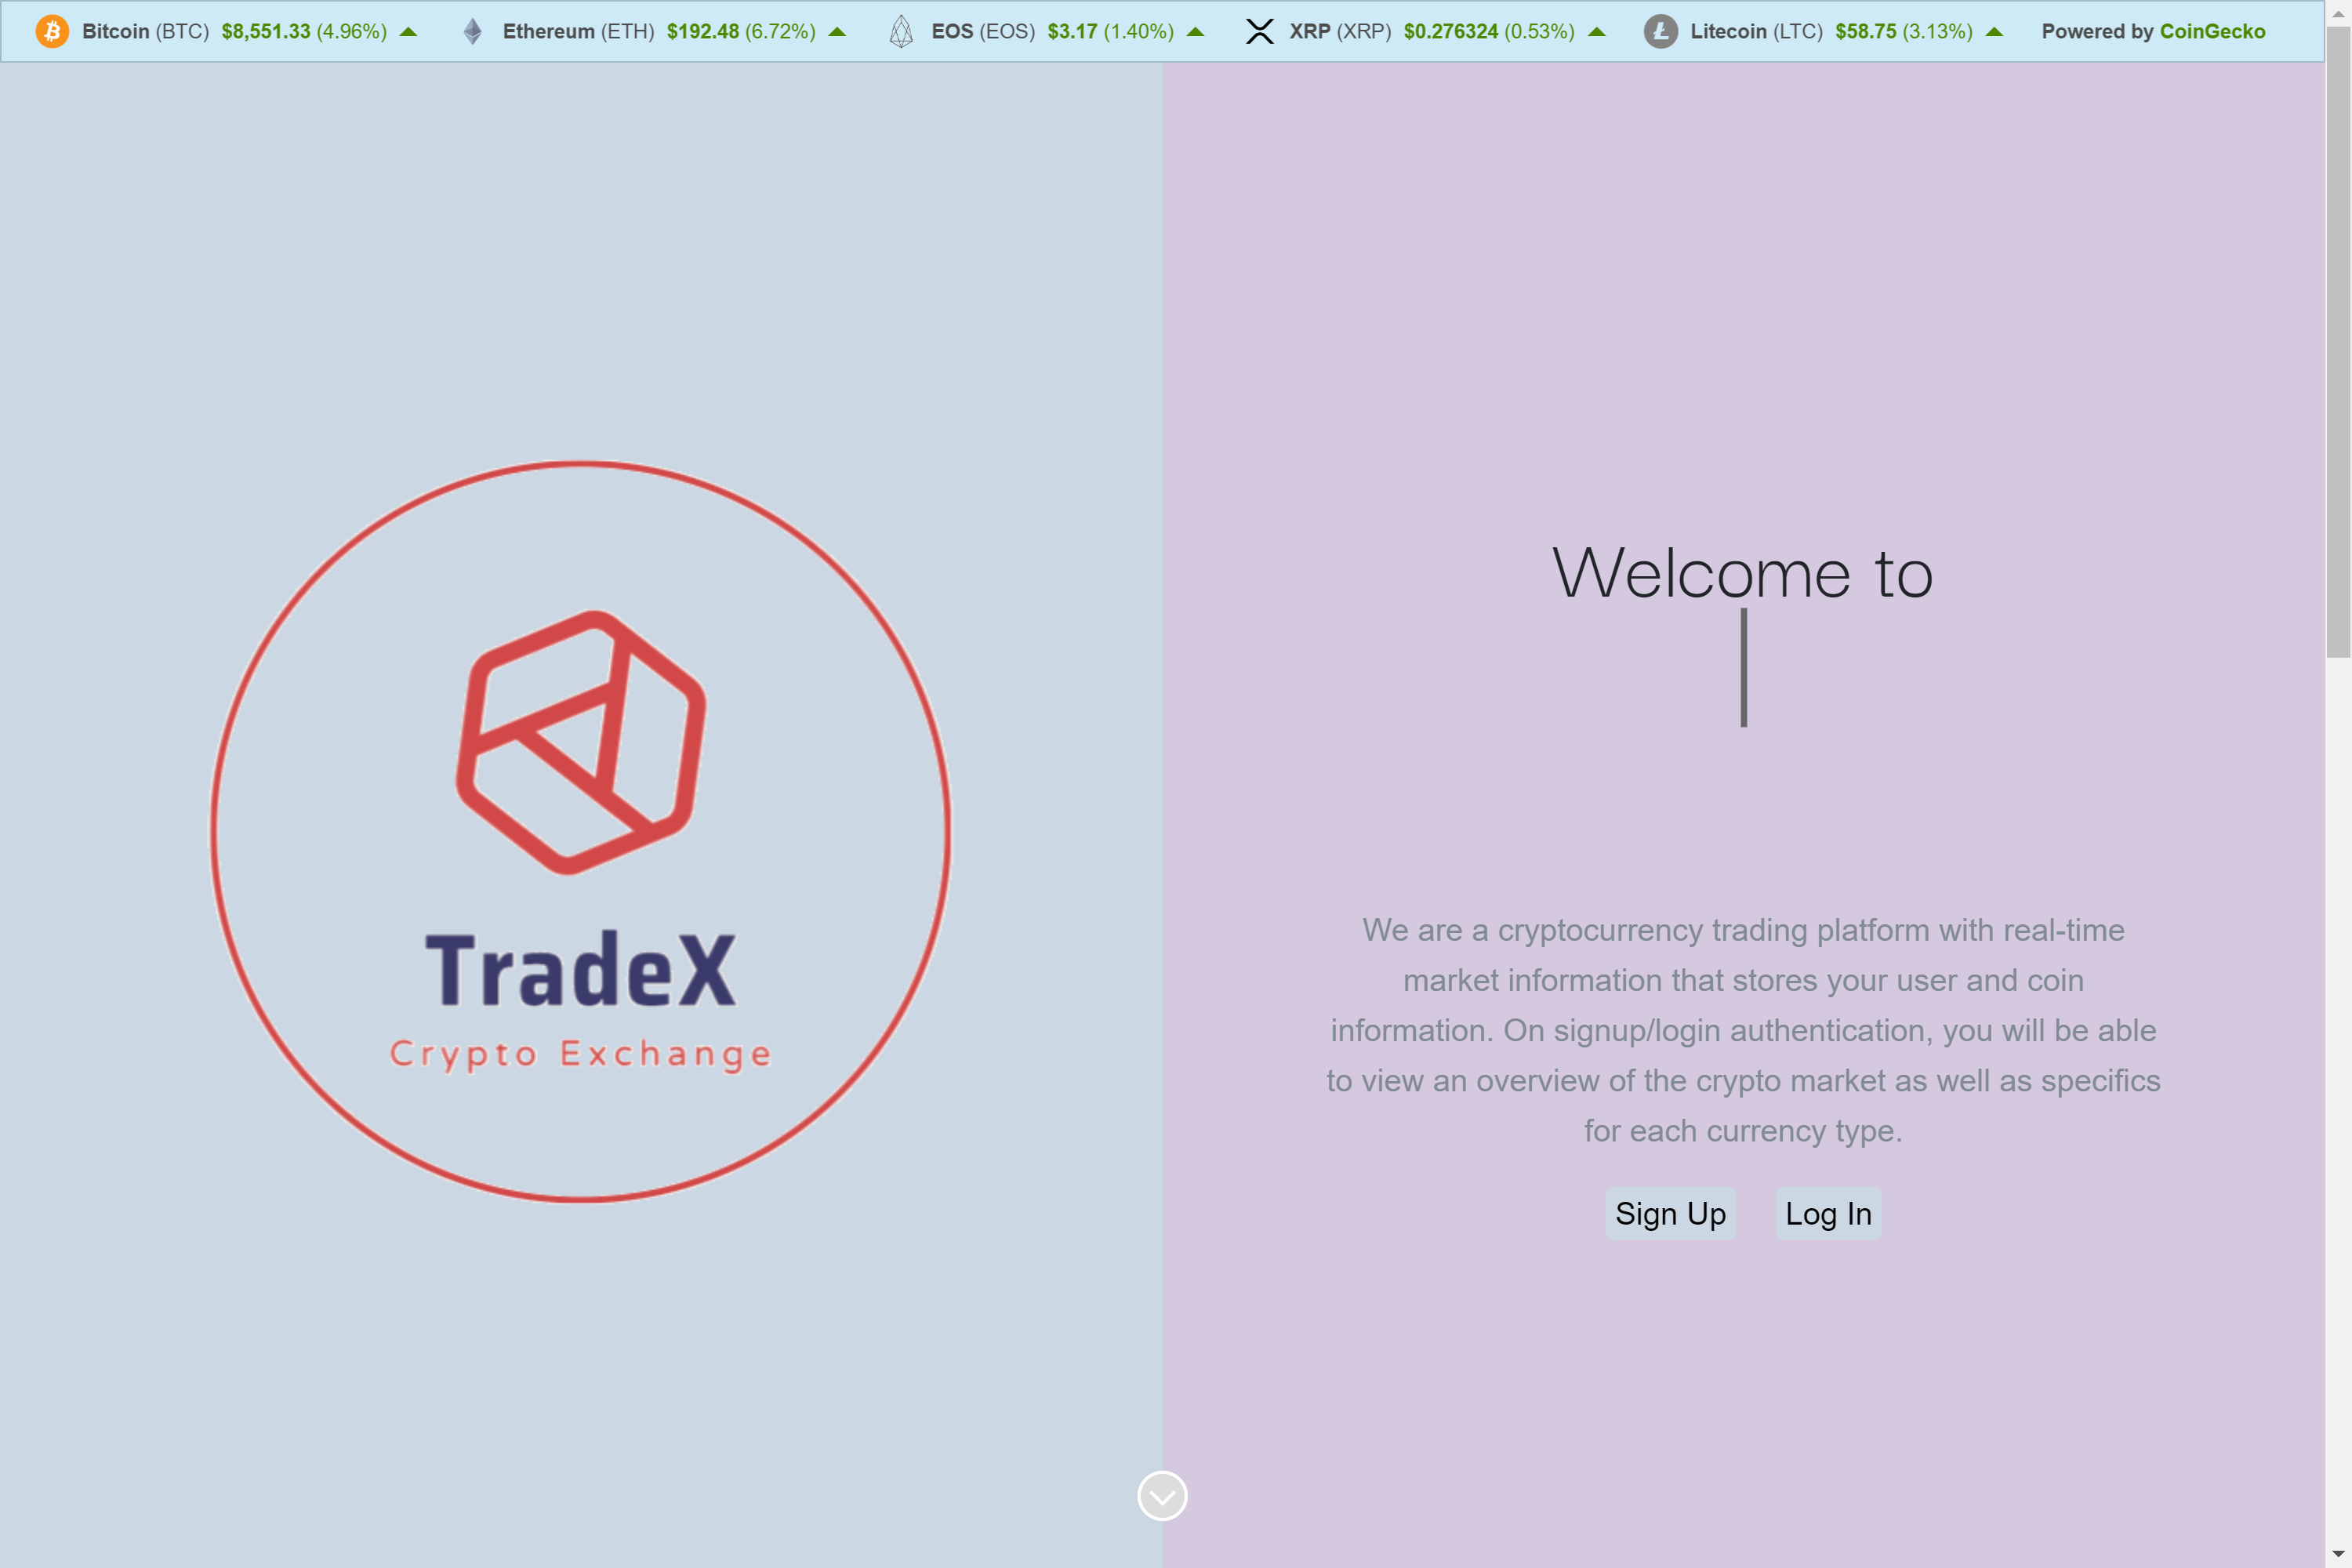 Bitcoin (BTC) $8,551.33 (4.96%) Ethereum (ETH) $192.48 (6.72%) EOS (EOS) $3.17 (1.40%) XRP (XRP) $0.276324 (0.53%) Litecoin (LTC) $58.75 (3.13%) Powered by CoinGecko
TradeX
Crypto Exchange
Welcome to
We are a cryptocurrency trading platform with real-time
market information that stores your user and coin
information. On signup/login authentication, you will be able
to view an overview of the crypto market as well as specifics
for each currency type.
Sign Up Log In